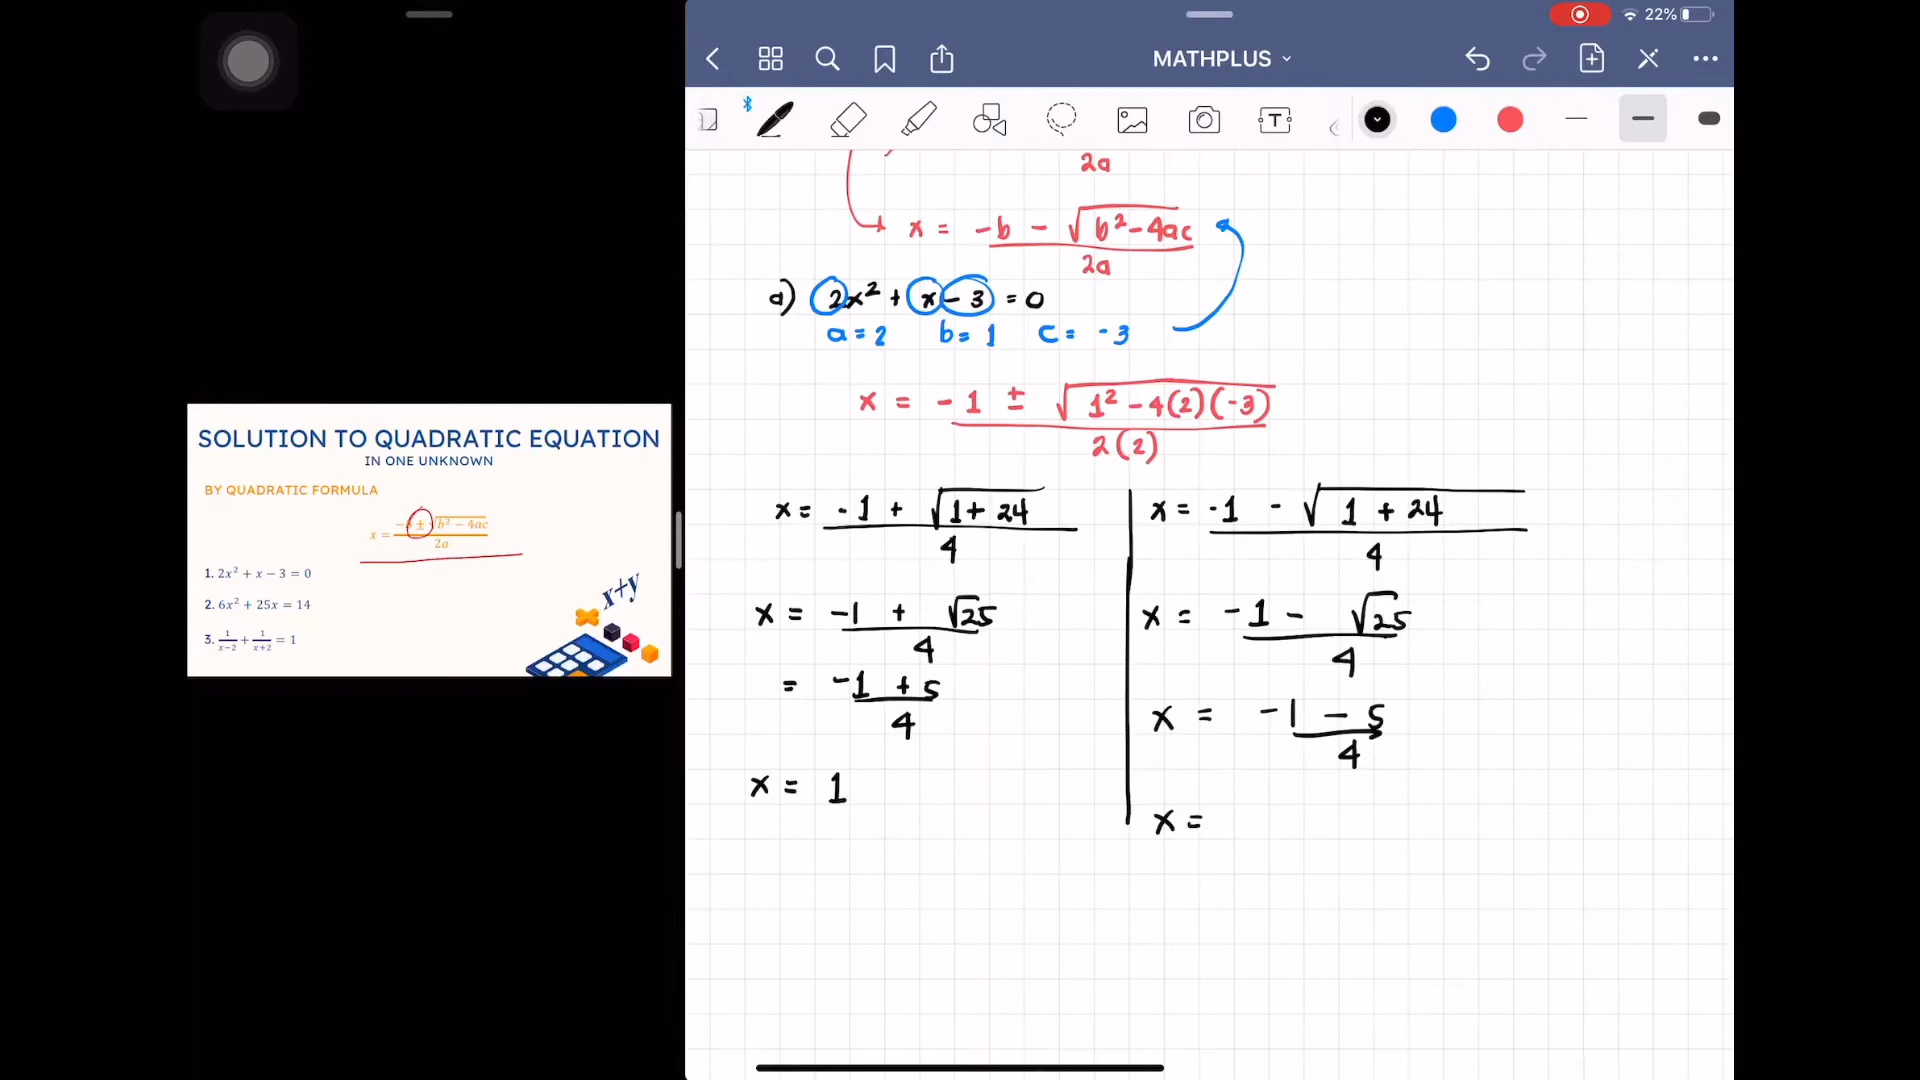 22%
MATHPLUS
T
2a
x = -b - √b²-4ac
2a
a) 2x² + x - 3 = 0
a = 2 b = 1 c = -3
x = -1 ± √1² - 4(2)(-3)
2(2)
x = -1 + √1 + 24
4
x = -1 + √25
4
= -1 + 5
4
x = 1
x = -1 - √1 + 24
4
x = -1 - √25
4
x = -1 - 5
4
x =
SOLUTION TO QUADRATIC EQUATION
IN ONE UNKNOWN
BY QUADRATIC FORMULA
x = -b ± √b² - 4ac
2a
1. 2x² + x - 3 = 0
2. 6x² + 25x = 14
3. 1/x-2 + 1/x+2 = 1
x+y